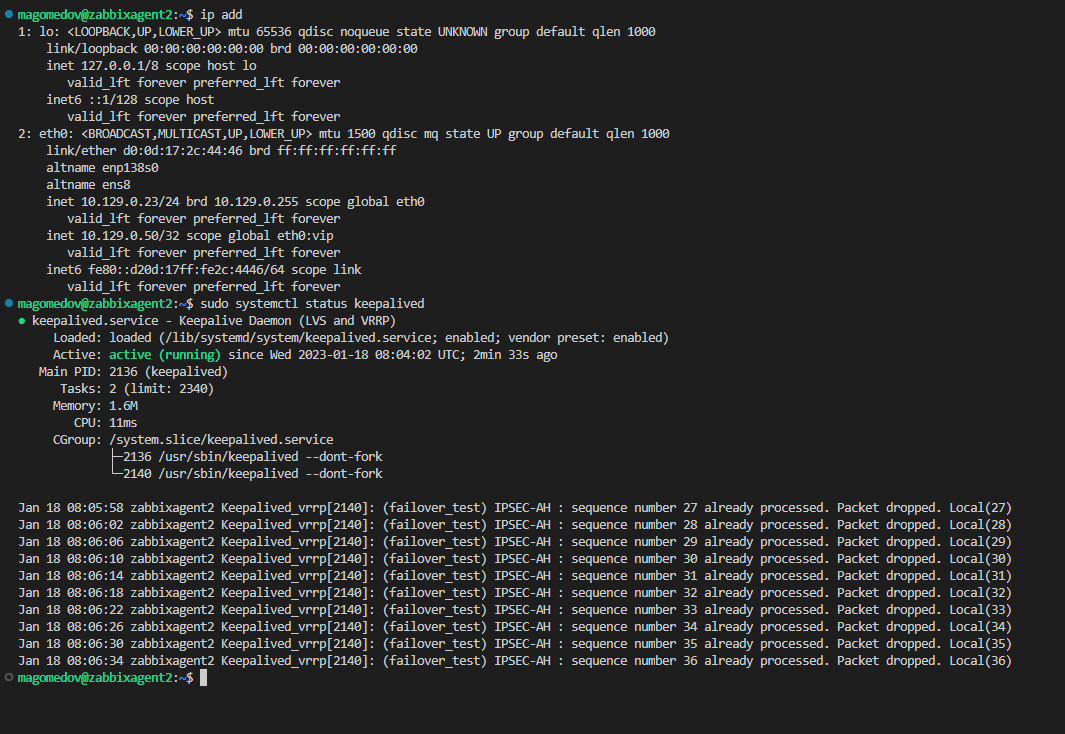 magomedov@zabbixagent2:~$ ip add
1: lo: <LOOPBACK,UP,LOWER_UP> mtu 65536 qdisc noqueue state UNKNOWN group default qlen 1000
    link/loopback 00:00:00:00:00:00 brd 00:00:00:00:00:00
    inet 127.0.0.1/8 scope host lo
       valid_lft forever preferred_lft forever
    inet6 ::1/128 scope host
       valid_lft forever preferred_lft forever
2: eth0: <BROADCAST,MULTICAST,UP,LOWER_UP> mtu 1500 qdisc mq state UP group default qlen 1000
    link/ether d0:0d:17:2c:44:46 brd ff:ff:ff:ff:ff:ff
    altname enp138s0
    altname ens8
    inet 10.129.0.23/24 brd 10.129.0.255 scope global eth0
       valid_lft forever preferred_lft forever
    inet 10.129.0.50/32 scope global eth0:vip
       valid_lft forever preferred_lft forever
    inet6 fe80::d20d:17ff:fe2c:4446/64 scope link
       valid_lft forever preferred_lft forever
magomedov@zabbixagent2:~$ sudo systemctl status keepalived
● keepalived.service - Keepalive Daemon (LVS and VRRP)
     Loaded: loaded (/lib/systemd/system/keepalived.service; enabled; vendor preset: enabled)
     Active: active (running) since Wed 2023-01-18 08:04:02 UTC; 2min 33s ago
   Main PID: 2136 (keepalived)
      Tasks: 2 (limit: 2340)
     Memory: 1.6M
        CPU: 11ms
     CGroup: /system.slice/keepalived.service
             ├─2136 /usr/sbin/keepalived --dont-fork
             └─2140 /usr/sbin/keepalived --dont-fork
Jan 18 08:05:58 zabbixagent2 Keepalived_vrrp[2140]: (failover_test) IPSEC-AH : sequence number 27 already processed. Packet dropped. Local(27)
Jan 18 08:06:02 zabbixagent2 Keepalived_vrrp[2140]: (failover_test) IPSEC-AH : sequence number 28 already processed. Packet dropped. Local(28)
Jan 18 08:06:06 zabbixagent2 Keepalived_vrrp[2140]: (failover_test) IPSEC-AH : sequence number 29 already processed. Packet dropped. Local(29)
Jan 18 08:06:10 zabbixagent2 Keepalived_vrrp[2140]: (failover_test) IPSEC-AH : sequence number 30 already processed. Packet dropped. Local(30)
Jan 18 08:06:14 zabbixagent2 Keepalived_vrrp[2140]: (failover_test) IPSEC-AH : sequence number 31 already processed. Packet dropped. Local(31)
Jan 18 08:06:18 zabbixagent2 Keepalived_vrrp[2140]: (failover_test) IPSEC-AH : sequence number 32 already processed. Packet dropped. Local(32)
Jan 18 08:06:22 zabbixagent2 Keepalived_vrrp[2140]: (failover_test) IPSEC-AH : sequence number 33 already processed. Packet dropped. Local(33)
Jan 18 08:06:26 zabbixagent2 Keepalived_vrrp[2140]: (failover_test) IPSEC-AH : sequence number 34 already processed. Packet dropped. Local(34)
Jan 18 08:06:30 zabbixagent2 Keepalived_vrrp[2140]: (failover_test) IPSEC-AH : sequence number 35 already processed. Packet dropped. Local(35)
Jan 18 08:06:34 zabbixagent2 Keepalived_vrrp[2140]: (failover_test) IPSEC-AH : sequence number 36 already processed. Packet dropped. Local(36)
magomedov@zabbixagent2:~$